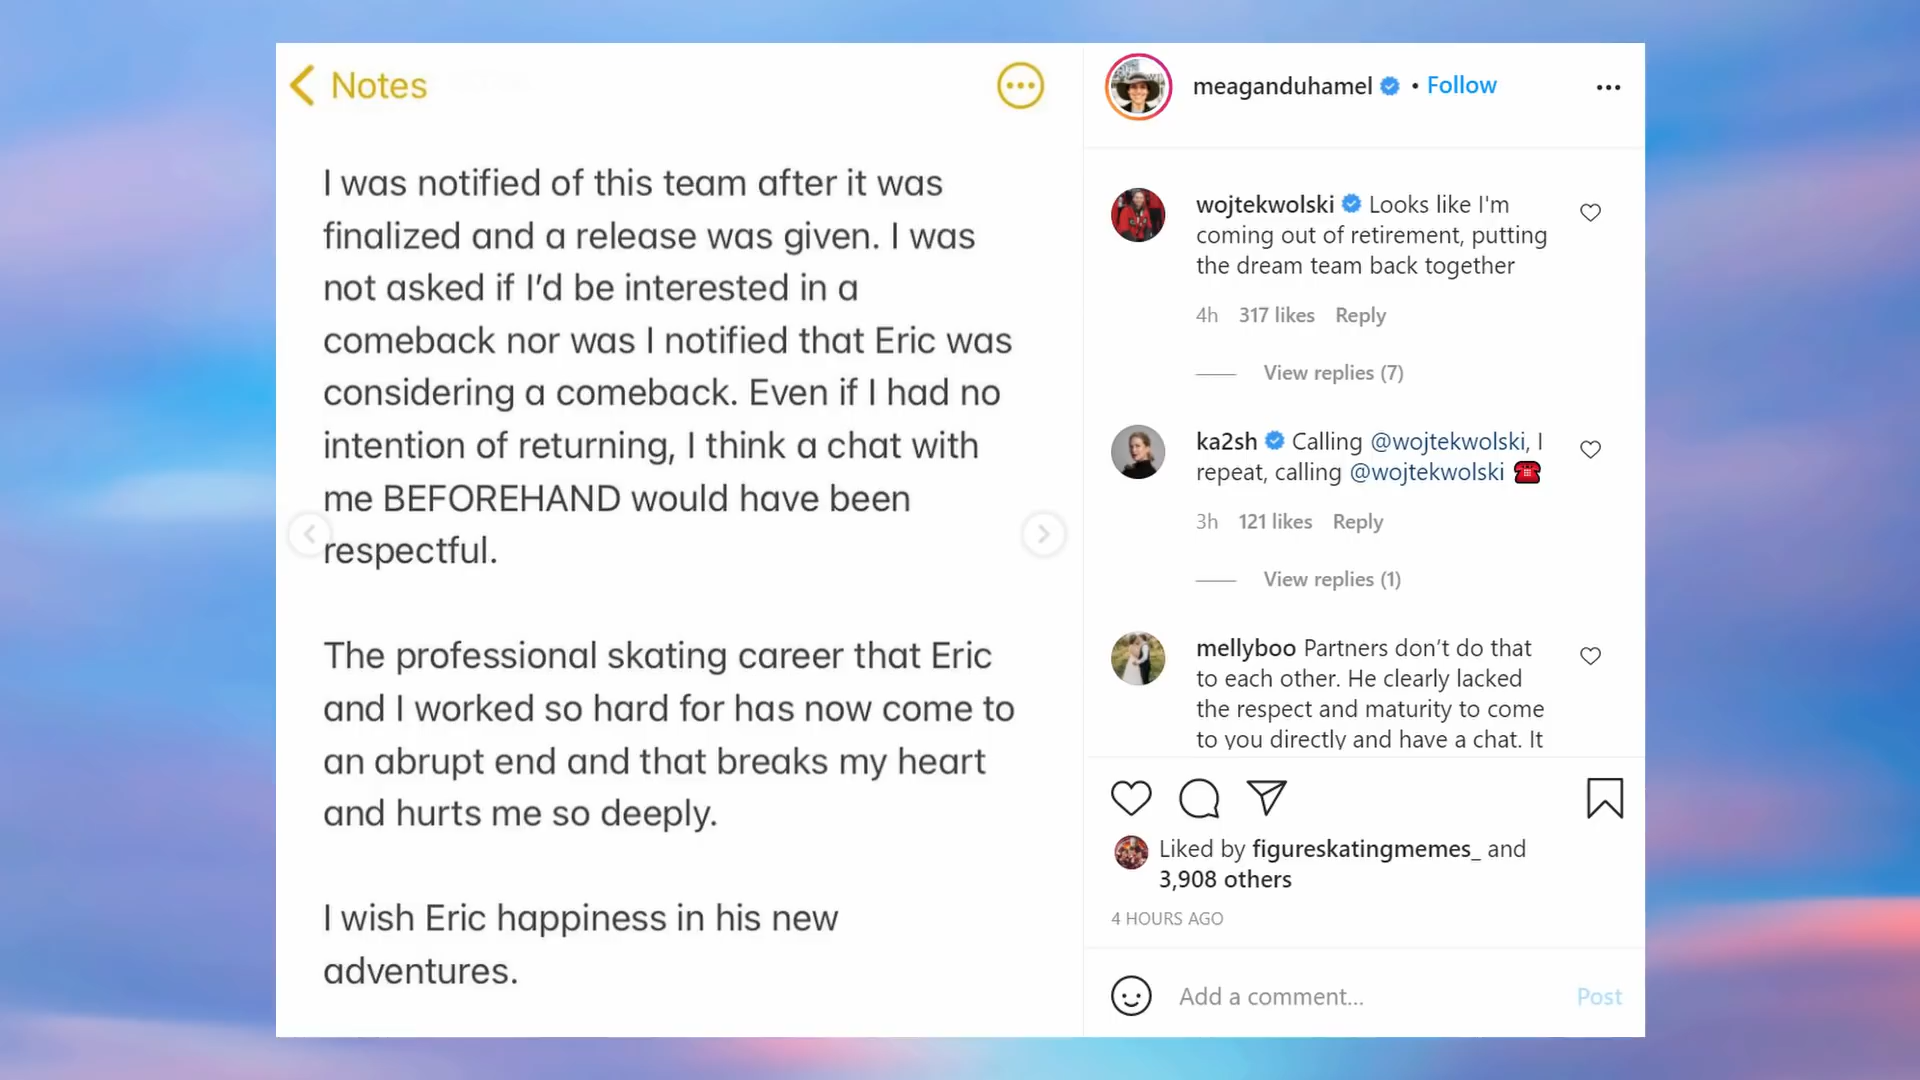 Notes
I was notified of this team after it was
finalized and a release was given. I was
not asked if I’d be interested in a
comeback nor was I notified that Eric was
considering a comeback. Even if I had no
intention of returning, I think a chat with
me BEFOREHAND would have been
respectful.
The professional skating career that Eric
and I worked so hard for has now come to
an abrupt end and that breaks my heart
and hurts me so deeply.
I wish Eric happiness in his new
adventures.
meaganduhamel • Follow
wojtekwolski Looks like I'm
coming out of retirement, putting
the dream team back together
4h 317 likes Reply
View replies (7)
ka2sh Calling @wojtekwolski, I
repeat, calling @wojtekwolski ☎️
3h 121 likes Reply
View replies (1)
mellyboo Partners don’t do that
to each other. He clearly lacked
the respect and maturity to come
to you directly and have a chat. It
Liked by figureskatingmemes_ and
3,908 others
4 HOURS AGO
Add a comment...
Post